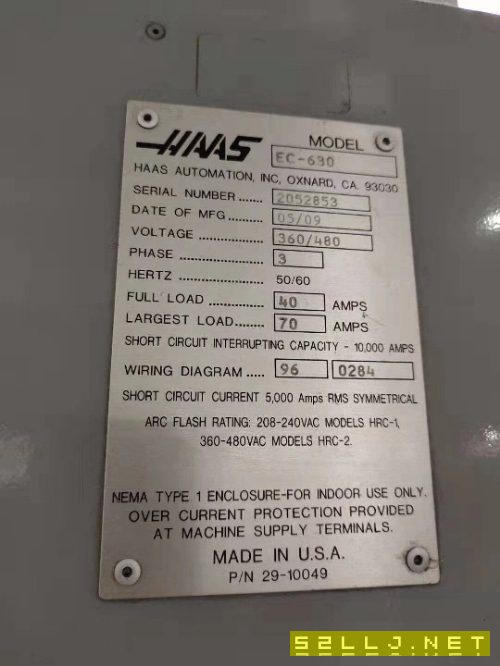 HAAS
MODEL EC-630
HAAS AUTOMATION, INC, OXNARD, CA. 93030
SERIAL NUMBER ....... 2052853
DATE OF MFG ......... 05/09
VOLTAGE ................. 360/480
PHASE ..................... 3
HERTZ ..................... 50/60
FULL LOAD .............. 40 AMPS
LARGEST LOAD........ 70 AMPS
SHORT CIRCUIT INTERRUPTING CAPACITY - 10,000 AMPS
WIRING DIAGRAM ..... 96 0284
SHORT CIRCUIT CURRENT 5,000 Amps RMS SYMMETRICAL
ARC FLASH RATING: 208-240VAC MODELS HRC-1,
360-480VAC MODELS HRC-2.
NEMA TYPE 1 ENCLOSURE-FOR INDOOR USE ONLY.
OVER CURRENT PROTECTION PROVIDED
AT MACHINE SUPPLY TERMINALS.
MADE IN U.S.A.
P/N 29-10049
52LLJ.NET